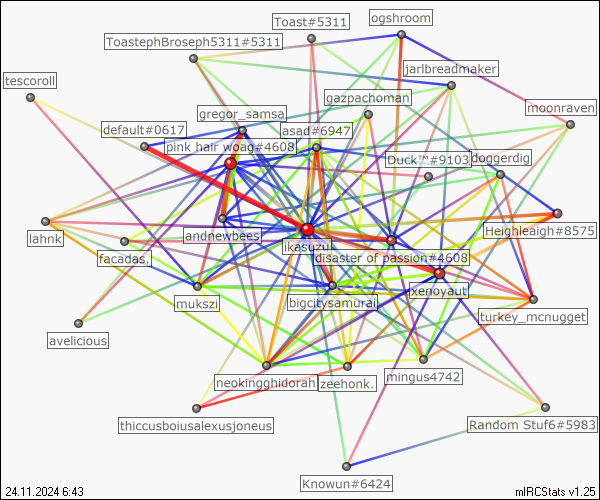 Toast#5311
ogshroom
ToastephBroseph5311#5311
jarlbreadmaker
tescoroll
gazpachoman
moonraven
gregor_samsa
default#0617
asad#6947
pink hair woag#4608
Duck™#9103
doggerdig
lahnk
andnewbees
ikasuzu
Heighleaigh#8575
facadas.
disaster of passion#4608
xenoyaut
mukszi
bigcitysamurai
turkey_mcnugget
avelicious
neokingghidorah
zeehonk.
mingus4742
thiccusboiusalexusjoneus
Random Stuf6#5983
Knowun#6424
24.11.2024 6:43
mIRCStats v1.25